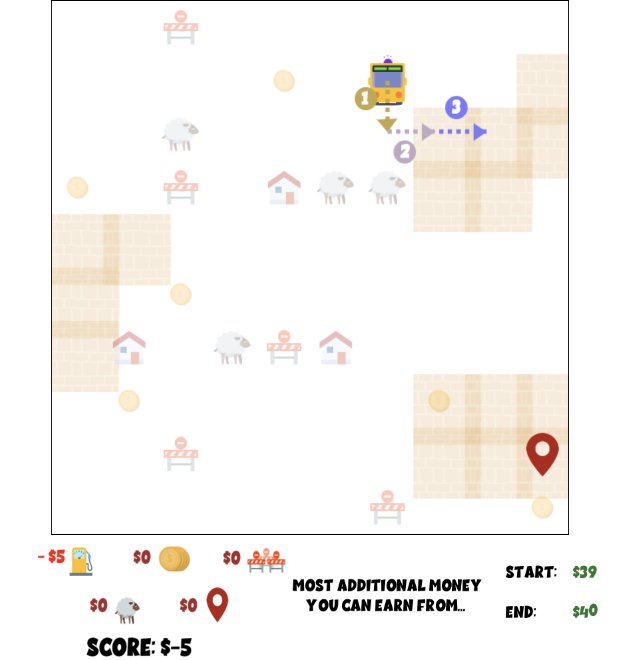 1
3
2
- $5
$0
$0
$0
$0
MOST ADDITIONAL MONEY
YOU CAN EARN FROM...
START: $39
END: $40
SCORE: $-5